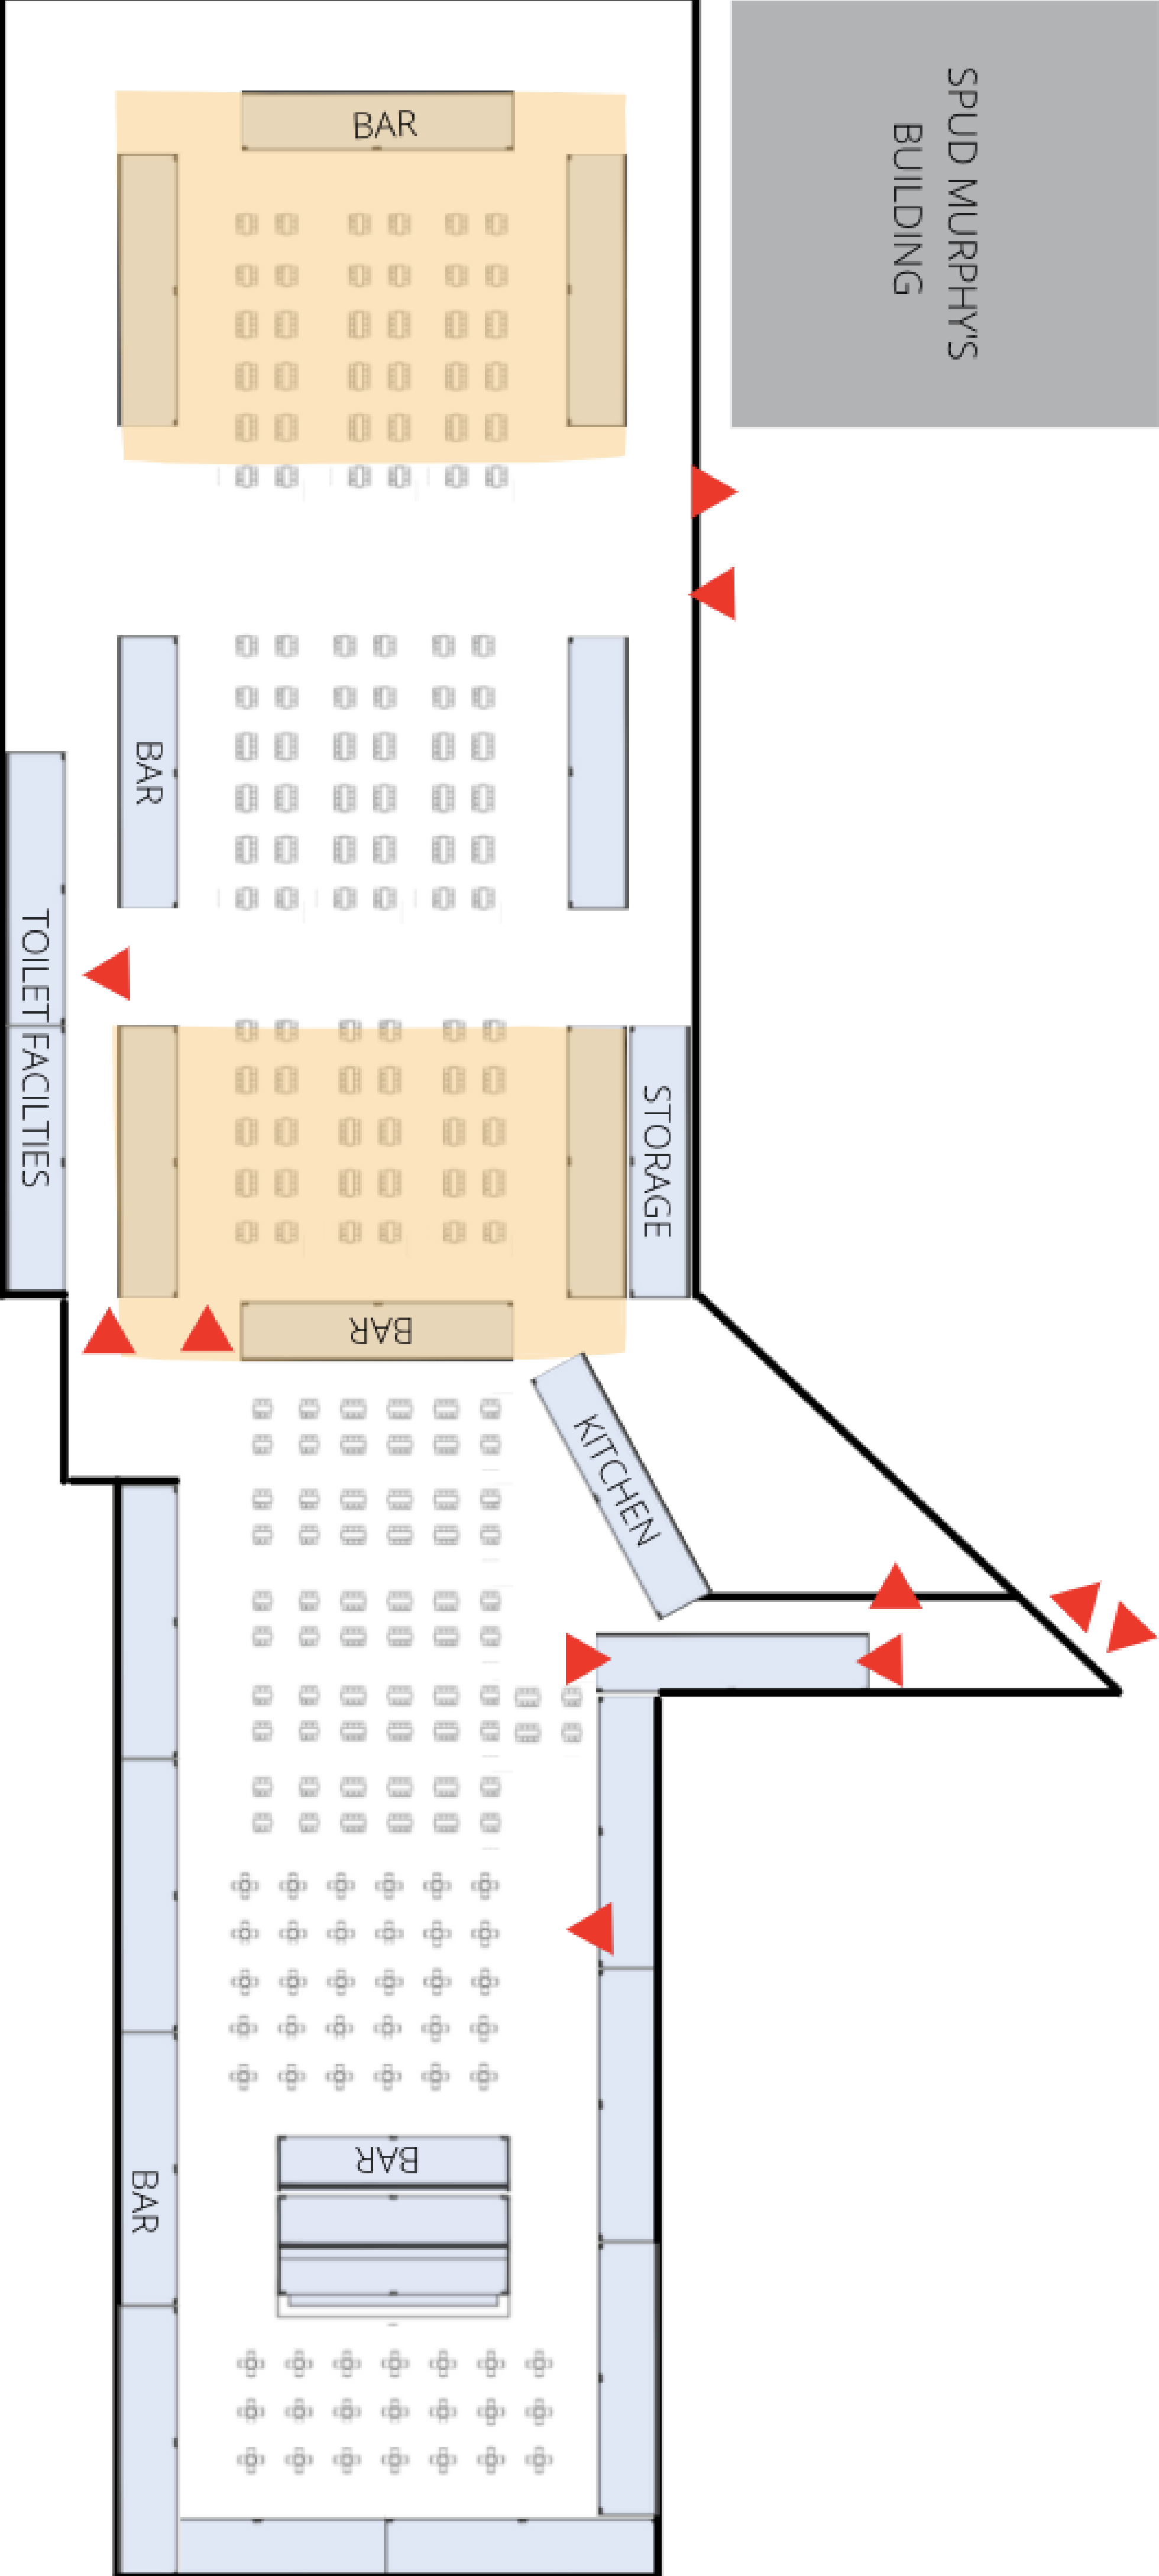 BAR
SPUD MURPHY'S
BUILDING
BAR
TOILET FACILTIES
STORAGE
BAR
KITCHEN
BAR
BAR